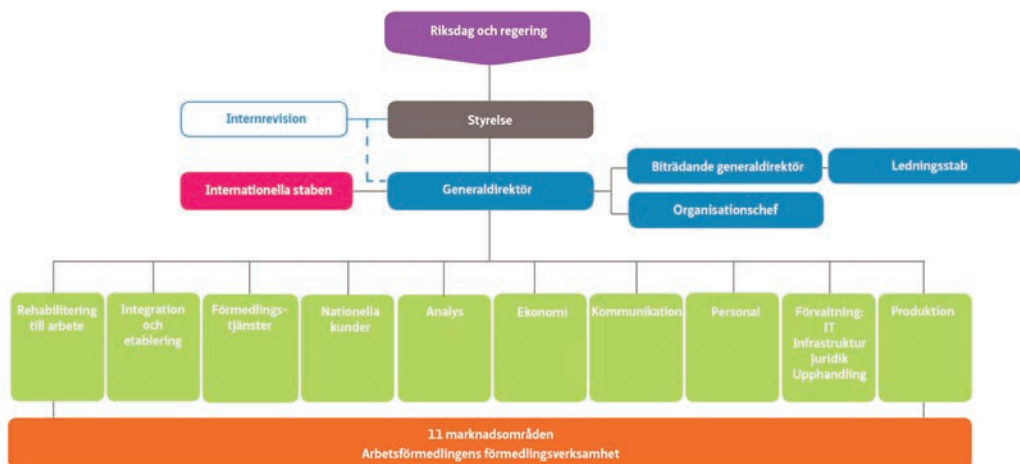 Riksdag och regering
Internrevision
Styrelse
Internationella staben
Generaldirektör
Biträdande generaldirektör
Ledningsstab
Organisationschef
Rehabilitering
till arbete
Integration
och
etablering
Förmedlings-
tjänster
Nationella
kunder
Analys
Ekonomi
Kommunikation
Personal
Förvaltning:
IT
Infrastruktur
Juridik
Upphandling
Produktion
11 marknadsområden
Arbetsförmedlingens förmedlingsverksamhet